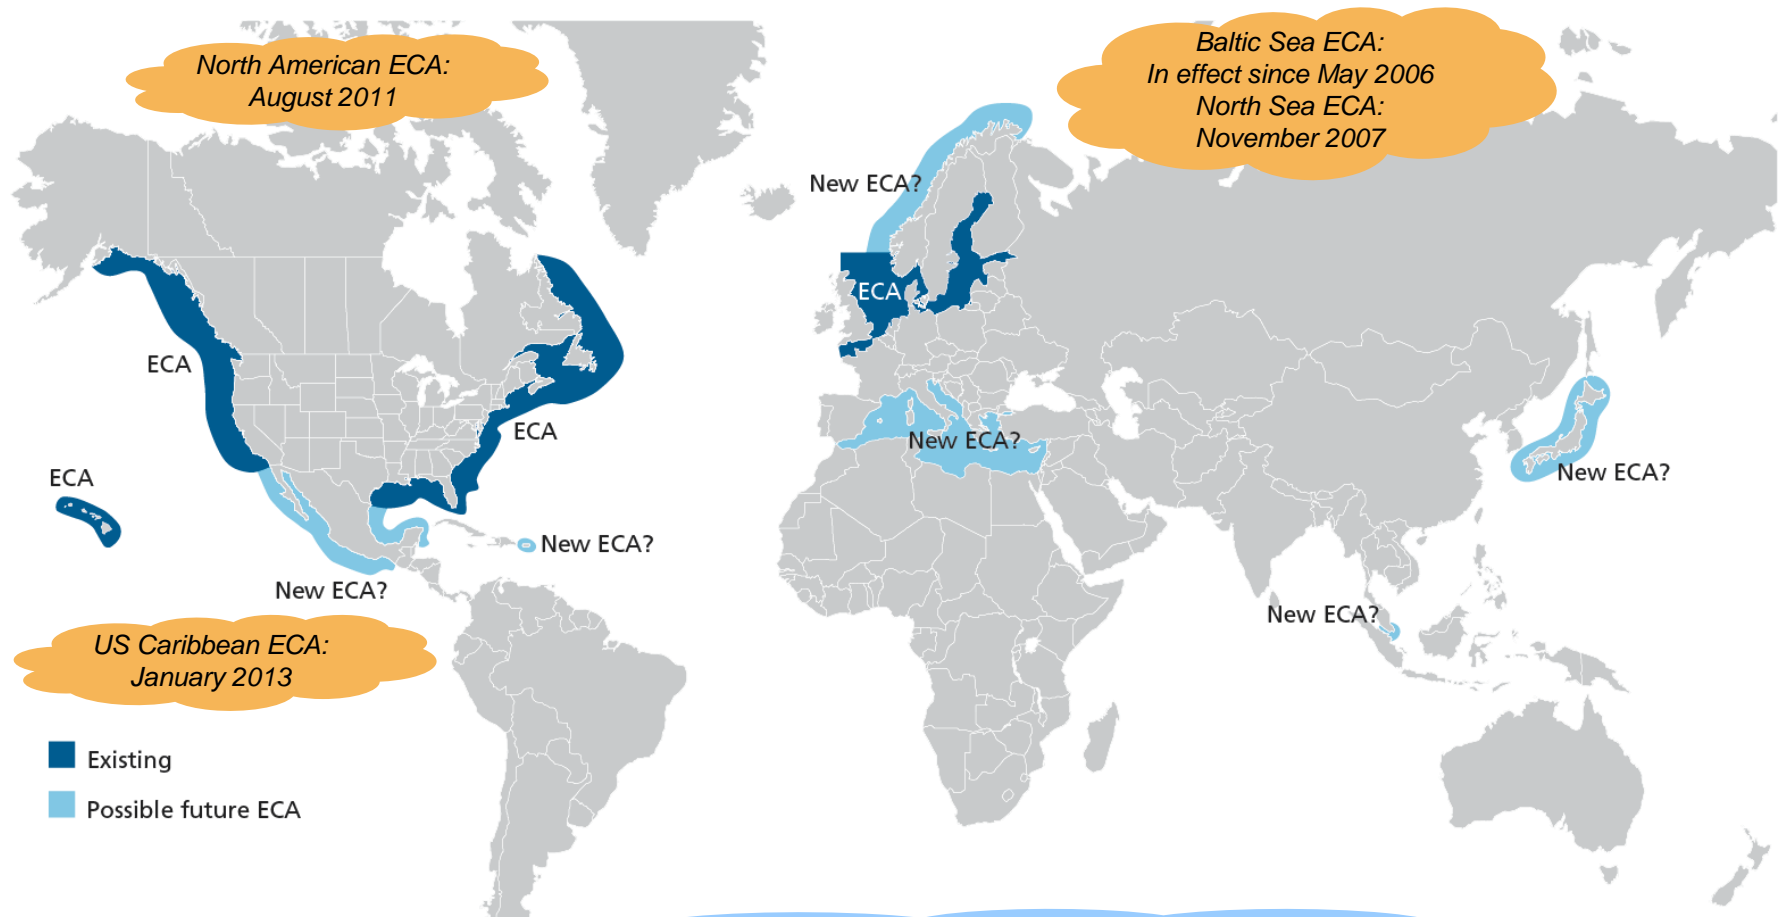 North American ECA:
August 2011
Baltic Sea ECA:
In effect since May 2006
North Sea ECA:
November 2007
New ECA?
ECA
ECA
ECA
ECA
New ECA?
New ECA?
New ECA?
New ECA?
New ECA?
US Caribbean ECA:
January 2013
Existing
Possible future ECA